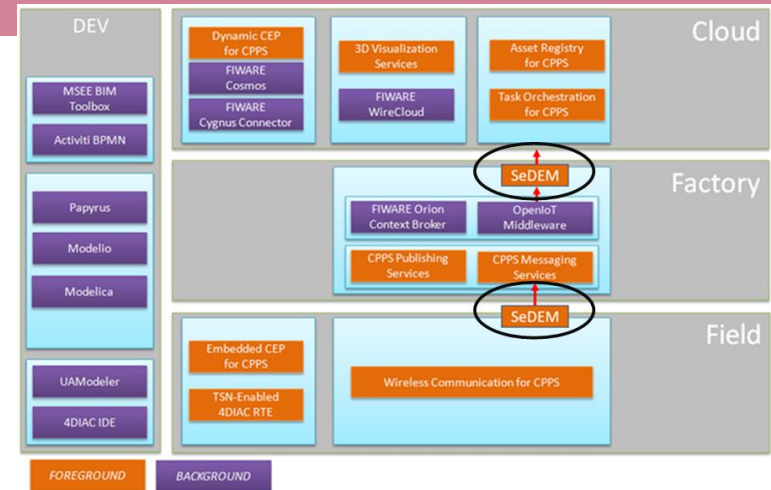 DEV
MSEE BIM
Toolbox
Activiti BPMN
Papyrus
Modelio
Modelica
UAModeler
4DIAC IDE
Cloud
Dynamic CEP
for CPPS
FIWARE
Cosmos
FIWARE
Cygnus Connector
3D Visualization
Services
FIWARE
WireCloud
Asset Registry
for CPPS
Task Orchestration
for CPPS
SeDEM
Factory
FIWARE Orion
Context Broker
OpenIoT
Middleware
CPPS Publishing
Services
CPPS Messaging
Services
SeDEM
Field
Embedded CEP
for CPPS
TSN-Enabled
4DIAC RTE
Wireless Communication for CPPS
FOREGROUND
BACKGROUND